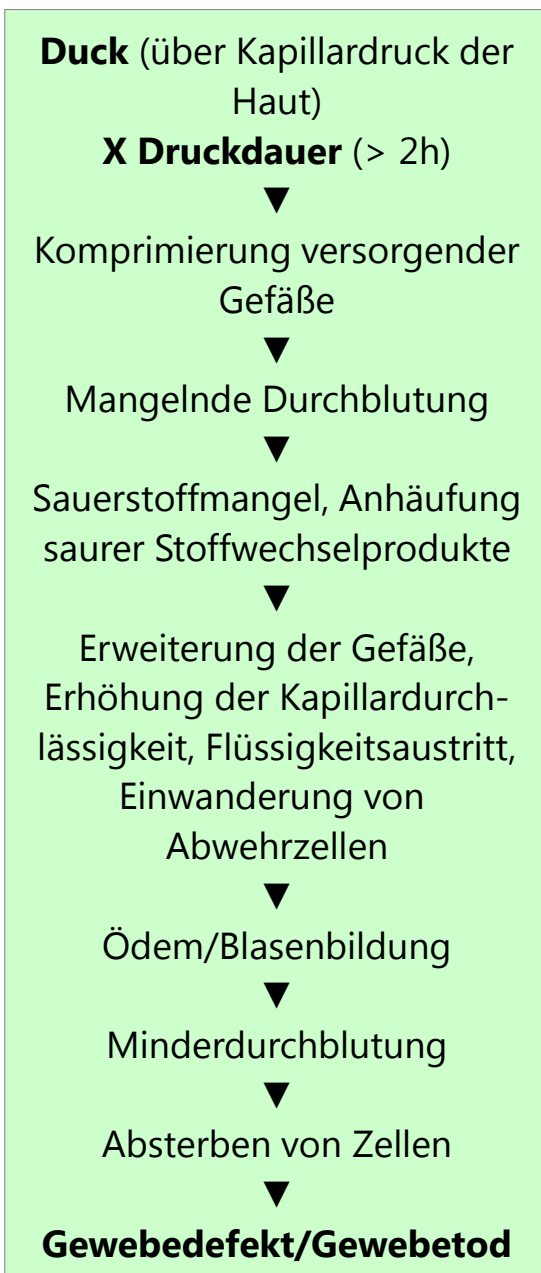 Duck (über Kapillardruck der
Haut)
X Druckdauer (> 2h)
▼
Komprimierung versorgender
Gefäße
▼
Mangelnde Durchblutung
▼
Sauerstoffmangel, Anhäufung
saurer Stoffwechselprodukte
▼
Erweiterung der Gefäße,
Erhöhung der Kapillardurch-
lässigkeit, Flüssigkeitsaustritt,
Einwanderung von
Abwehrzellen
▼
Ödem/Blasenbildung
▼
Minderdurchblutung
▼
Absterben von Zellen
▼
Gewebedefekt/Gewebetod